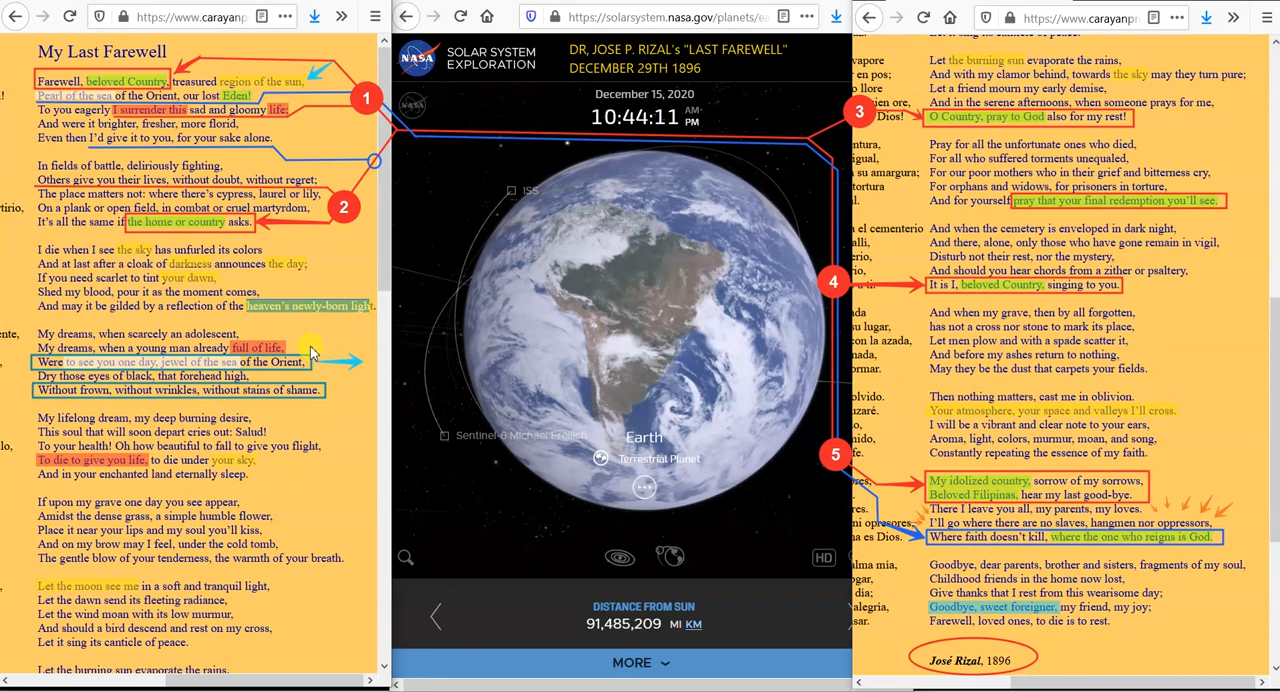 https://www.carayanp
My Last Farewell
Farewell, beloved Country, treasured region of the sun,
Pearl of the sea of the Orient, our lost Eden!
To you eagerly I surrender this sad and gloomy life;
And were it brighter, fresher, more florid,
Even then I'd give it to you, for your sake alone.
In fields of battle, deliriously fighting,
Others give you their lives, without doubt, without regret;
The place matters not: where there's cypress, laurel or lily,
On a plank or open field, in combat or cruel martyrdom,
It's all the same if the home or country asks.
I die when I see the sky has unfurled its colors
And at last after a cloak of darkness announces the day;
If you need scarlet to tint your dawn,
Shed my blood, pour it as the moment comes,
And may it be gilded by a reflection of the heaven's newly-born light.
My dreams, when scarcely an adolescent,
My dreams, when a young man already full of life,
Were to see you one day, jewel of the sea of the Orient,
Dry those eyes of black, that forehead high,
Without frown, without wrinkles, without stains of shame.
My lifelong dream, my deep burning desire,
This soul that will soon depart cries out: Salud!
To your health! Oh how beautiful to fall to give you flight,
To die to give you life, to die under your sky,
And in your enchanted land eternally sleep.
If upon my grave one day you see appear,
Amidst the dense grass, a simple humble flower,
Place it near your lips and my soul you'll kiss,
And on my brow may I feel, under the cold tomb,
The gentle blow of your tenderness, the warmth of your breath.
Let the moon see me in a soft and tranquil light,
Let the dawn send its fleeting radiance,
Let the wind moan with its low murmur,
And should a bird descend and rest on my cross,
Let it sing its canticle of peace.
Let the burning sun evaporate the rains,
1
2
3
4
5
https://solarsystem.nasa.gov/planets/ea
NASA
SOLAR SYSTEM
EXPLORATION
DR, JOSE P. RIZAL's "LAST FAREWELL"
DECEMBER 29TH 1896
NASA
December 15, 2020
10:44:11 AM
PM
ISS
Sentinel-6 Michael Freilich
Earth
Terrestrial Planet
HD
DISTANCE FROM SUN
91,485,209 MI KM
MORE
https://www.carayanpr
Let it sing its canticle of peace.
Let the burning sun evaporate the rains,
And with my clamor behind, towards the sky may they turn pure;
Let a friend mourn my early demise,
And in the serene afternoons, when someone prays for me,
O Country, pray to God also for my rest!
Pray for all the unfortunate ones who died,
For all who suffered torments unequaled,
For our poor mothers who in their grief and bitterness cry,
For orphans and widows, for prisoners in torture,
And for yourself pray that your final redemption you'll see.
And when the cemetery is enveloped in dark night,
And there, alone, only those who have gone remain in vigil,
Disturb not their rest, nor the mystery,
And should you hear chords from a zither or psaltery,
It is I, beloved Country, singing to you.
And when my grave, then by all forgotten,
has not a cross nor stone to mark its place,
Let men plow and with a spade scatter it,
And before my ashes return to nothing,
May they be the dust that carpets your fields.
Then nothing matters, cast me in oblivion.
Your atmosphere, your space and valleys I'll cross.
I will be a vibrant and clear note to your ears,
Aroma, light, colors, murmur, moan, and song,
Constantly repeating the essence of my faith.
My idolized country, sorrow of my sorrows,
Beloved Filipinas, hear my last good-bye.
There I leave you all, my parents, my loves.
I'll go where there are no slaves, hangmen nor oppressors,
Where faith doesn't kill, where the one who reigns is God.
Goodbye, dear parents, brother and sisters, fragments of my soul,
Childhood friends in the home now lost,
Give thanks that I rest from this wearisome day;
Goodbye, sweet foreigner, my friend, my joy;
Farewell, loved ones, to die is to rest.
José Rizal, 1896